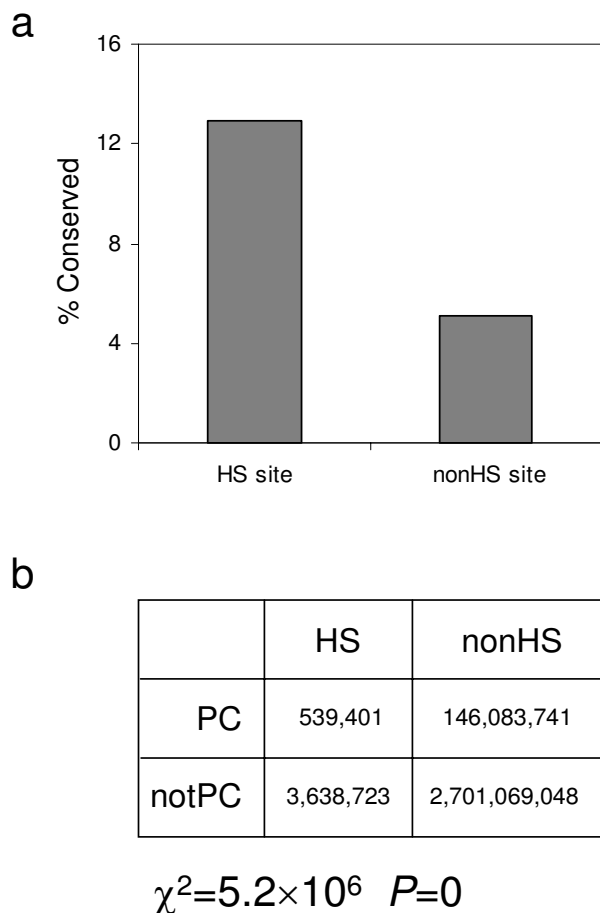 a
16
12
8
4
0
% Conserved
HS site nonHS site
b
HS nonHS
PC 539,401 146,083,741
notPC 3,638,723 2,701,069,048
χ²=5.2×10⁶ P=0